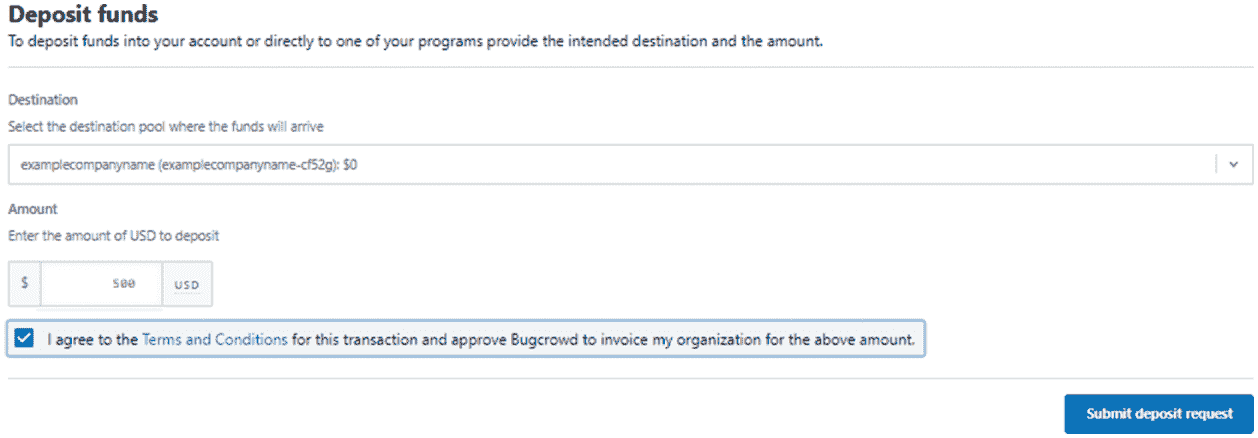 Deposit funds
To deposit funds into your account or directly to one of your programs provide the intended destination and the amount.
Destination
Select the destination pool where the funds will arrive
examplecompanyname (examplecompanyname-cf52g): $0
Amount
Enter the amount of USD to deposit
$ 500 USD
I agree to the Terms and Conditions for this transaction and approve Bugcrowd to invoice my organization for the above amount.
Submit deposit request